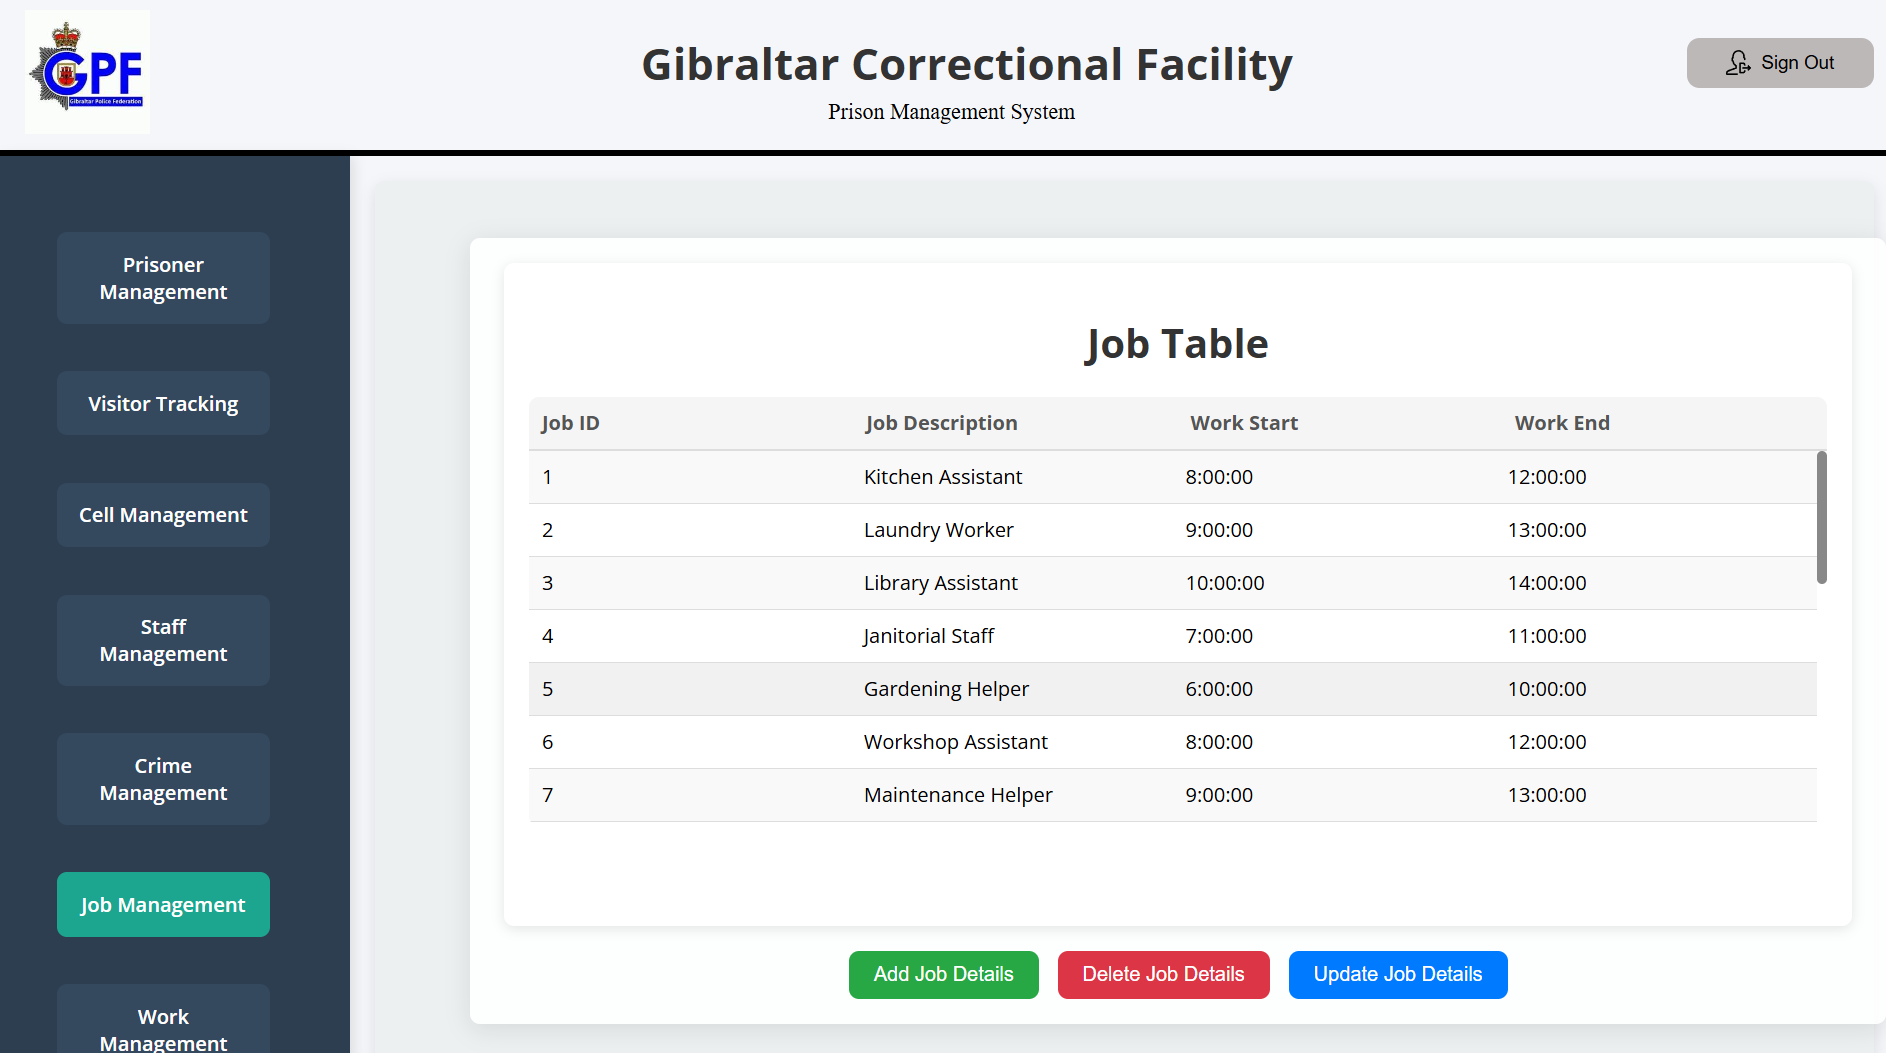 GPF
Gibraltar Police Federation
Gibraltar Correctional Facility
Prison Management System
Sign Out
Prisoner
Management
Visitor Tracking
Cell Management
Staff
Management
Crime
Management
Job Management
Work
Management
Job Table
Job ID Job Description Work Start Work End
1 Kitchen Assistant 8:00:00 12:00:00
2 Laundry Worker 9:00:00 13:00:00
3 Library Assistant 10:00:00 14:00:00
4 Janitorial Staff 7:00:00 11:00:00
5 Gardening Helper 6:00:00 10:00:00
6 Workshop Assistant 8:00:00 12:00:00
7 Maintenance Helper 9:00:00 13:00:00
Add Job Details Delete Job Details Update Job Details